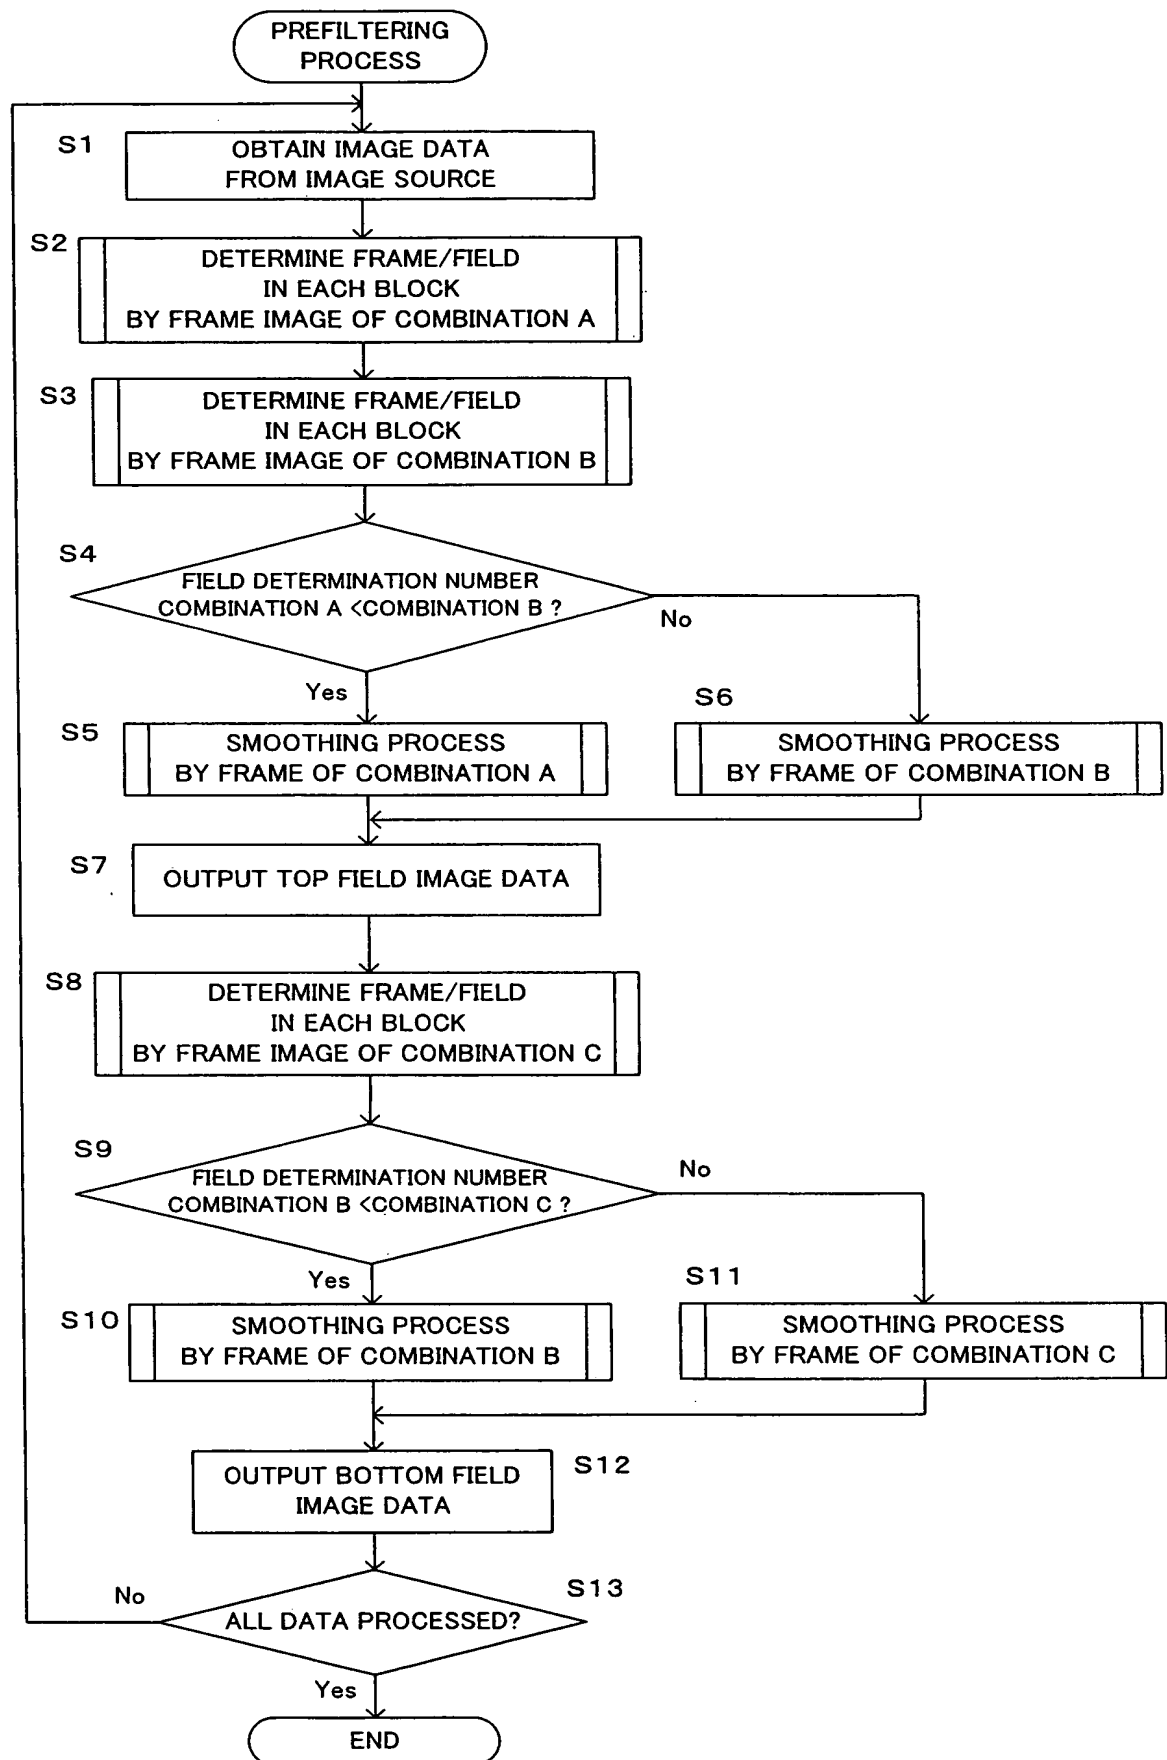 PREFILTERING
PROCESS
S1
OBTAIN IMAGE DATA
FROM IMAGE SOURCE
S2
DETERMINE FRAME/FIELD
IN EACH BLOCK
BY FRAME IMAGE OF COMBINATION A
S3
DETERMINE FRAME/FIELD
IN EACH BLOCK
BY FRAME IMAGE OF COMBINATION B
S4
FIELD DETERMINATION NUMBER
COMBINATION A <COMBINATION B ?
No
Yes
S5
SMOOTHING PROCESS
BY FRAME OF COMBINATION A
S6
SMOOTHING PROCESS
BY FRAME OF COMBINATION B
S7
OUTPUT TOP FIELD IMAGE DATA
S8
DETERMINE FRAME/FIELD
IN EACH BLOCK
BY FRAME IMAGE OF COMBINATION C
S9
FIELD DETERMINATION NUMBER
COMBINATION B <COMBINATION C ?
No
Yes
S10
SMOOTHING PROCESS
BY FRAME OF COMBINATION B
S11
SMOOTHING PROCESS
BY FRAME OF COMBINATION C
OUTPUT BOTTOM FIELD
IMAGE DATA
S12
No
ALL DATA PROCESSED?
S13
Yes
END